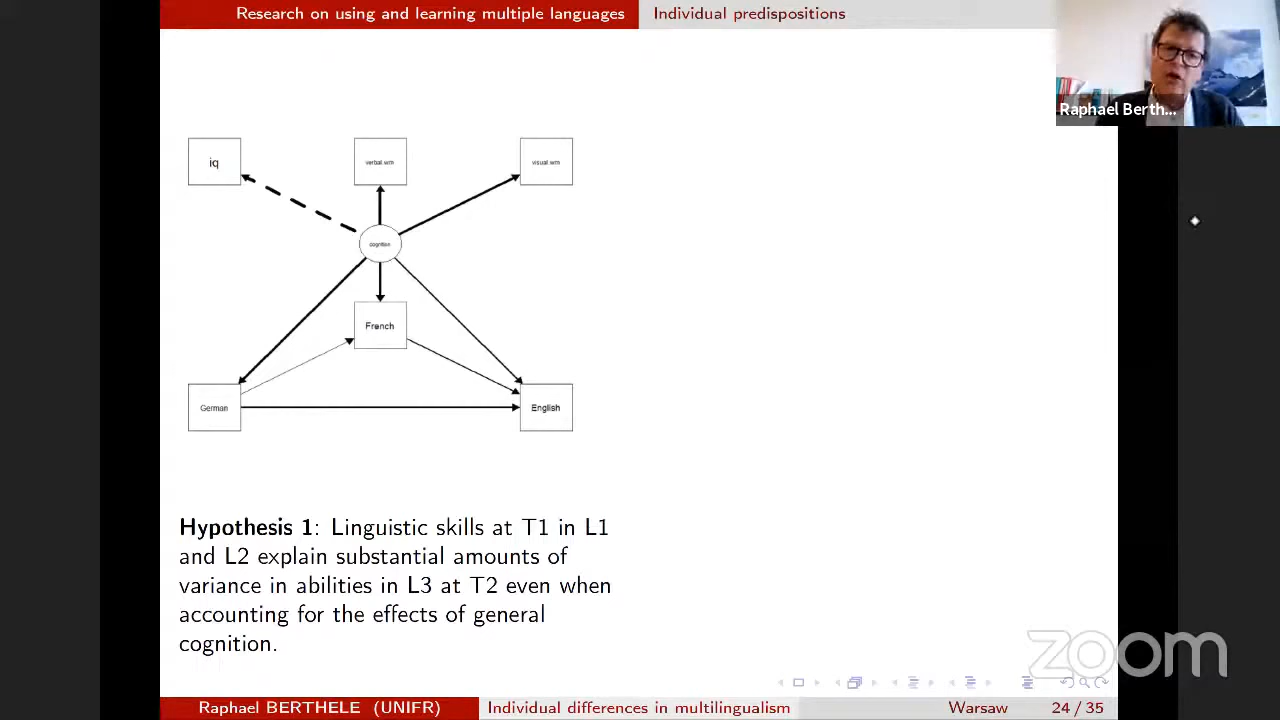 Research on using and learning multiple languages
Individual predispositions
Raphael Berth...
iq
verbal.wm
visual.wm
cognition
French
German
English
Hypothesis 1: Linguistic skills at T1 in L1
and L2 explain substantial amounts of
variance in abilities in L3 at T2 even when
accounting for the effects of general
cognition.
zoom
Raphael BERTHELE (UNIFR)
Individual differences in multilingualism
Warsaw
24 / 35